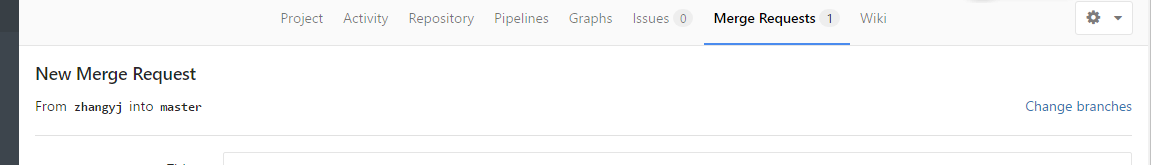 Project Activity Repository Pipelines Graphs Issues 0 Merge Requests 1 Wiki
New Merge Request
From zhangyj into master Change branches